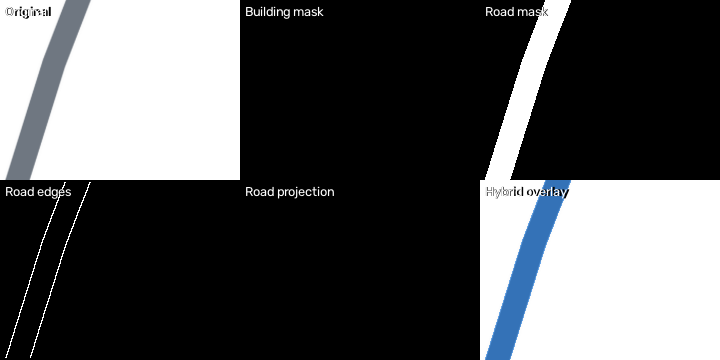 Original
Building mask
Road mask
Road edges
Road projection
Hybrid overlay